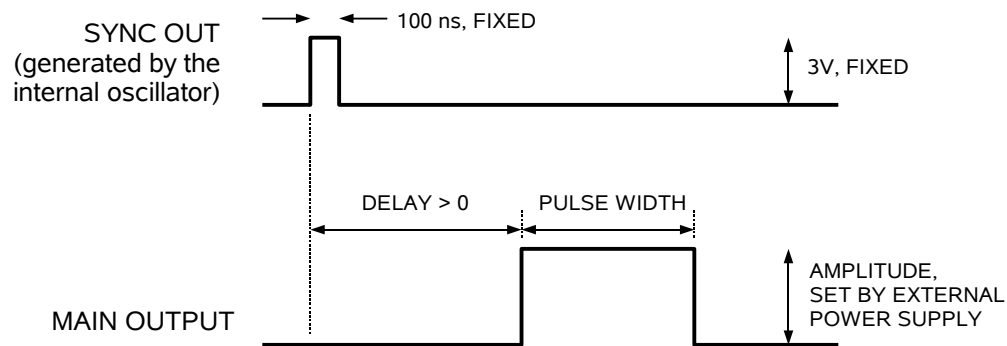 100 ns, FIXED
SYNC OUT
(generated by the
internal oscillator)
3V, FIXED
DELAY > 0
PULSE WIDTH
AMPLITUDE,
SET BY EXTERNAL
POWER SUPPLY
MAIN OUTPUT